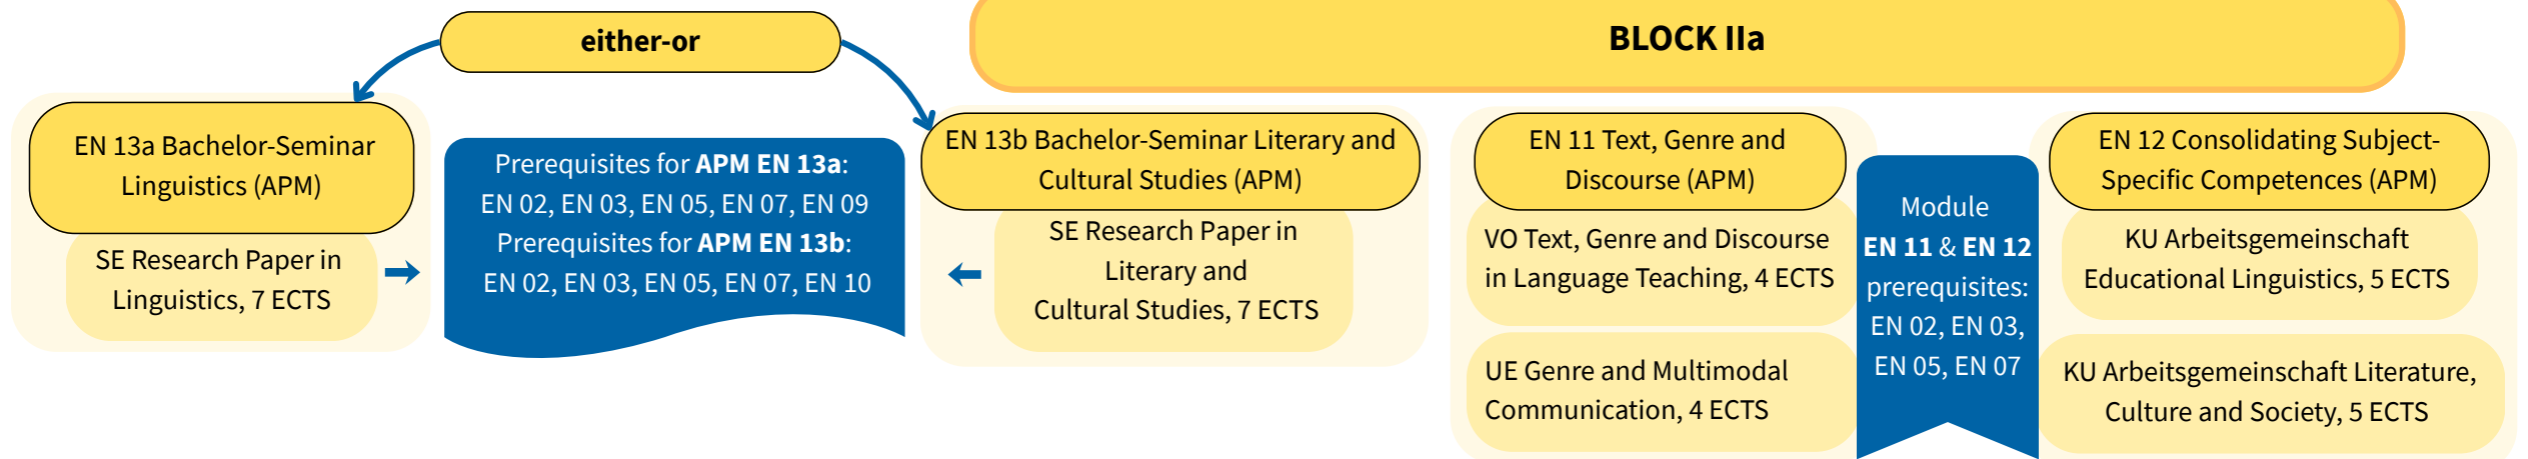 either-or
BLOCK IIa
EN 13a Bachelor-Seminar
Linguistics (APM)
SE Research Paper in
Linguistics, 7 ECTS
Prerequisites for APM EN 13a:
EN 02, EN 03, EN 05, EN 07, EN 09
Prerequisites for APM EN 13b:
EN 02, EN 03, EN 05, EN 07, EN 10
EN 13b Bachelor-Seminar Literary and
Cultural Studies (APM)
SE Research Paper in
Literary and
Cultural Studies, 7 ECTS
EN 11 Text, Genre and
Discourse (APM)
VO Text, Genre and Discourse
in Language Teaching, 4 ECTS
UE Genre and Multimodal
Communication, 4 ECTS
Module
EN 11 & EN 12
prerequisites:
EN 02, EN 03,
EN 05, EN 07
EN 12 Consolidating Subject-
Specific Competences (APM)
KU Arbeitsgemeinschaft
Educational Linguistics, 5 ECTS
KU Arbeitsgemeinschaft Literature,
Culture and Society, 5 ECTS